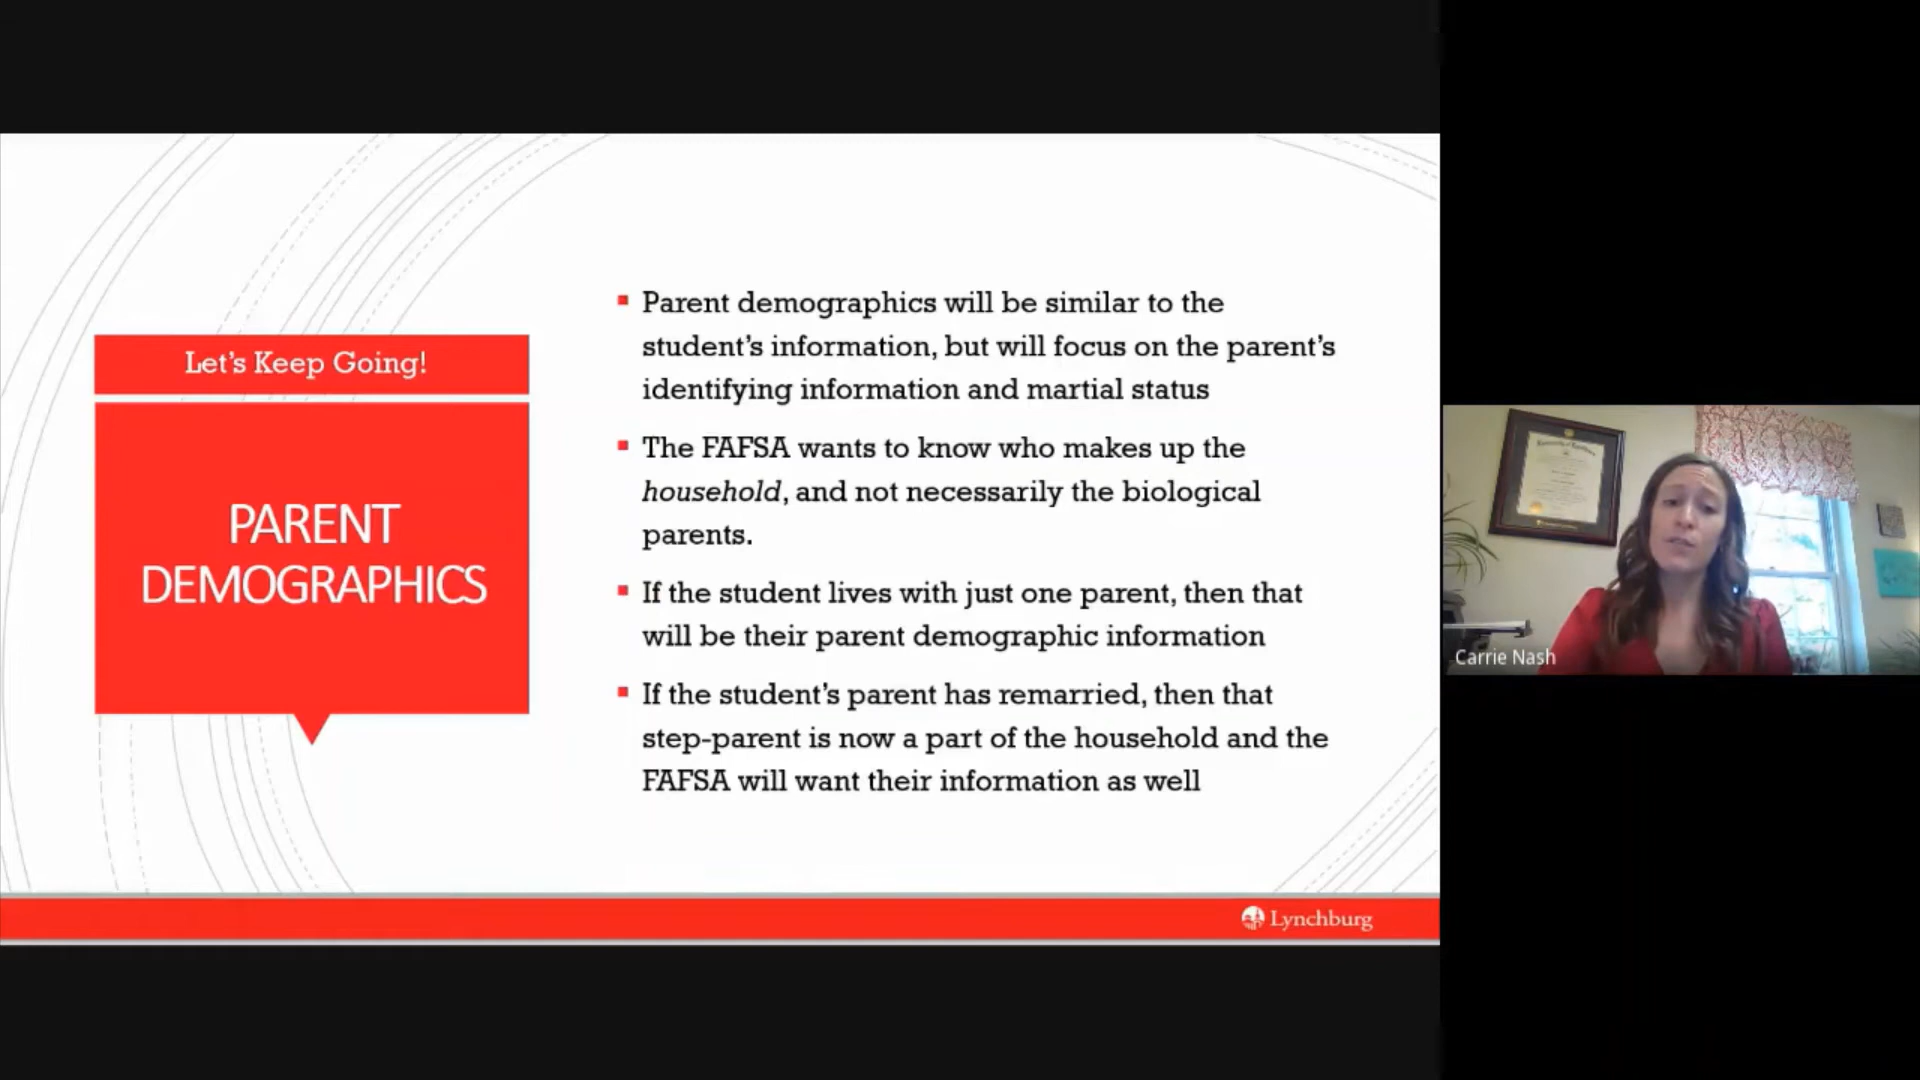 Let's Keep Going!
PARENT
DEMOGRAPHICS
Parent demographics will be similar to the
student's information, but will focus on the parent's
identifying information and martial status
The FAFSA wants to know who makes up the
household, and not necessarily the biological
parents.
If the student lives with just one parent, then that
will be their parent demographic information
If the student's parent has remarried, then that
step-parent is now a part of the household and the
FAFSA will want their information as well
Lynchburg
Carrie Nash